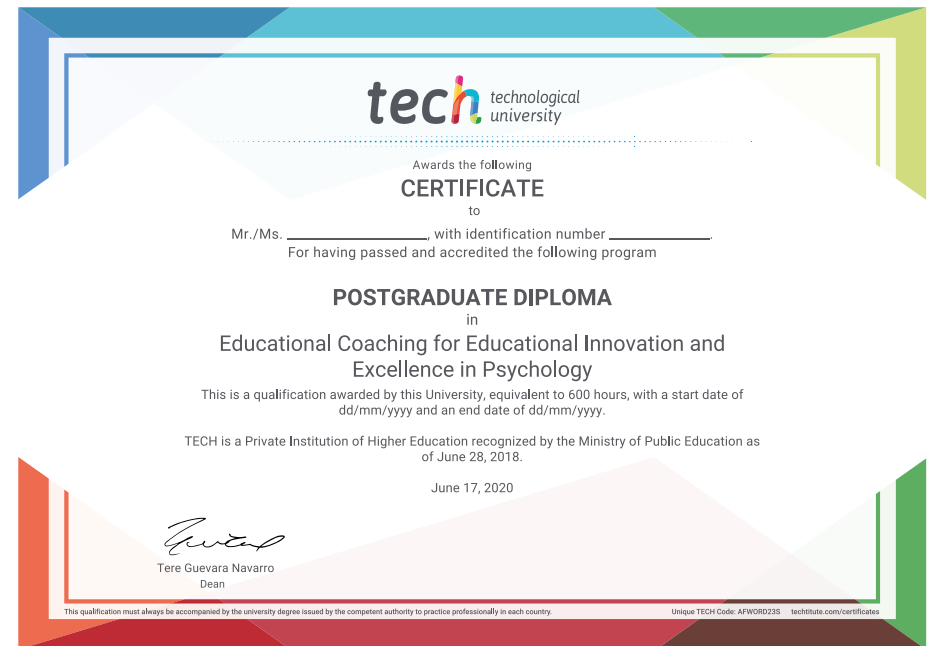 tech technological
university
Awards the following
CERTIFICATE
to
Mr./Ms. ____________________, with identification number ______________.
For having passed and accredited the following program
POSTGRADUATE DIPLOMA
in
Educational Coaching for Educational Innovation and
Excellence in Psychology
This is a qualification awarded by this University, equivalent to 600 hours, with a start date of
dd/mm/yyyy and an end date of dd/mm/yyyy.
TECH is a Private Institution of Higher Education recognized by the Ministry of Public Education as
of June 28, 2018.
June 17, 2020
Tere Guevara Navarro
Dean
This qualification must always be accompanied by the university degree issued by the competent authority to practice professionally in each country. Unique TECH Code: AFWORD23S techtitute.com/certificates